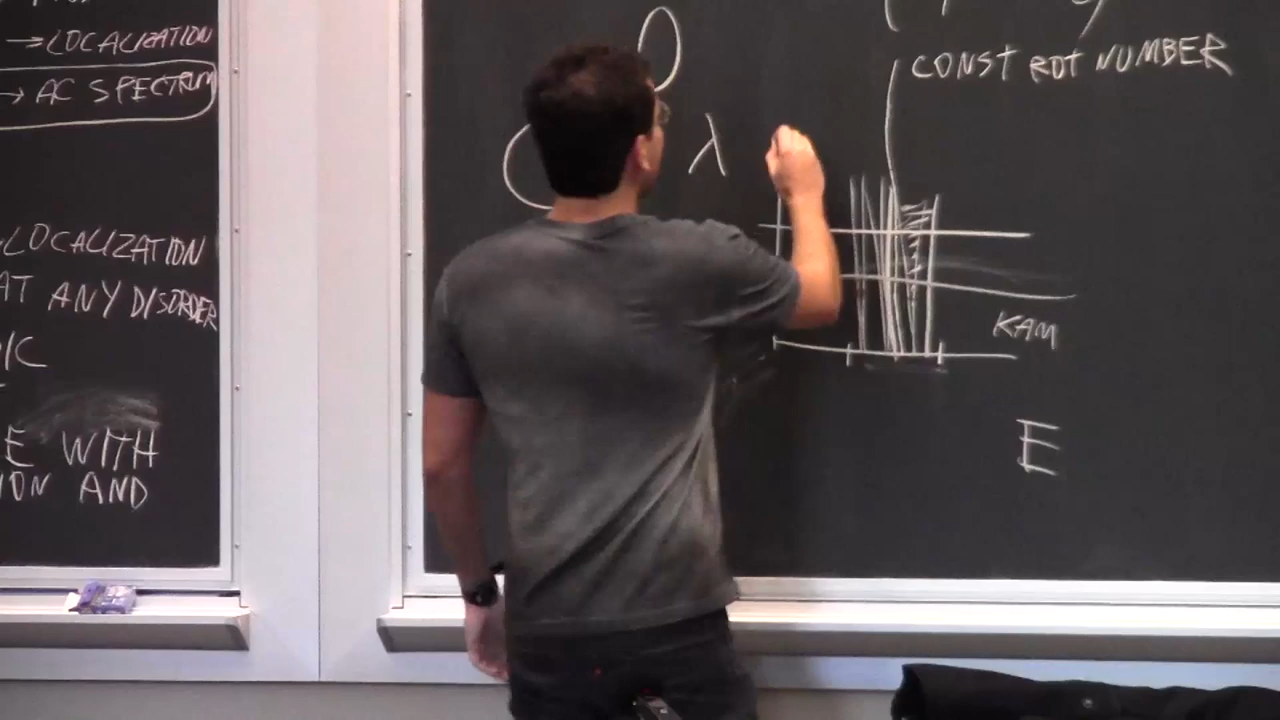 →LOCALIZATION
→ AC SPECTRUM
LOCALIZATION
AT ANY DISORDER
IC
E WITH
ION AND
λ
CONST ROT NUMBER
KAM
E